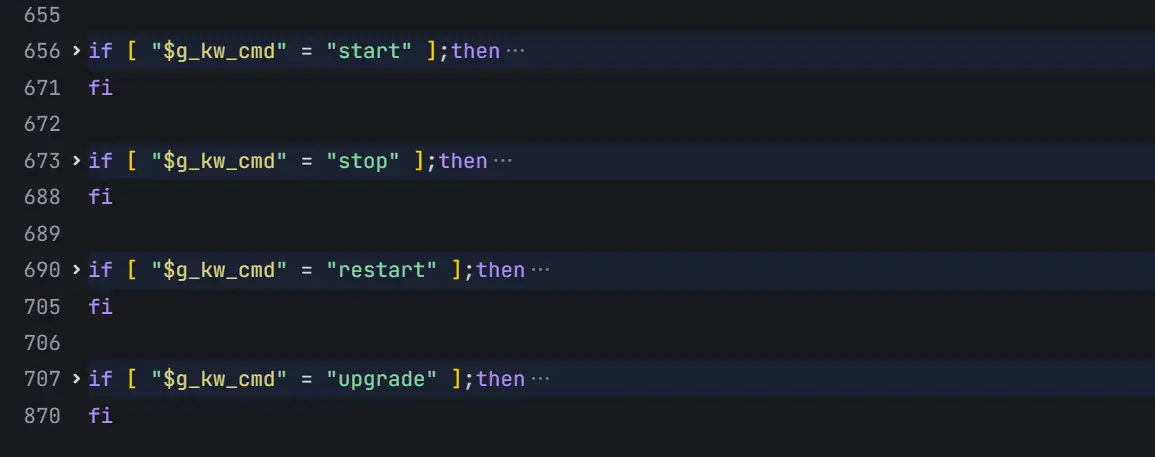 655
656 > if [ "$g_kw_cmd" = "start" ];then ···
671 fi
672
673 > if [ "$g_kw_cmd" = "stop" ];then ···
688 fi
689
690 > if [ "$g_kw_cmd" = "restart" ];then ···
705 fi
706
707 > if [ "$g_kw_cmd" = "upgrade" ];then ···
870 fi